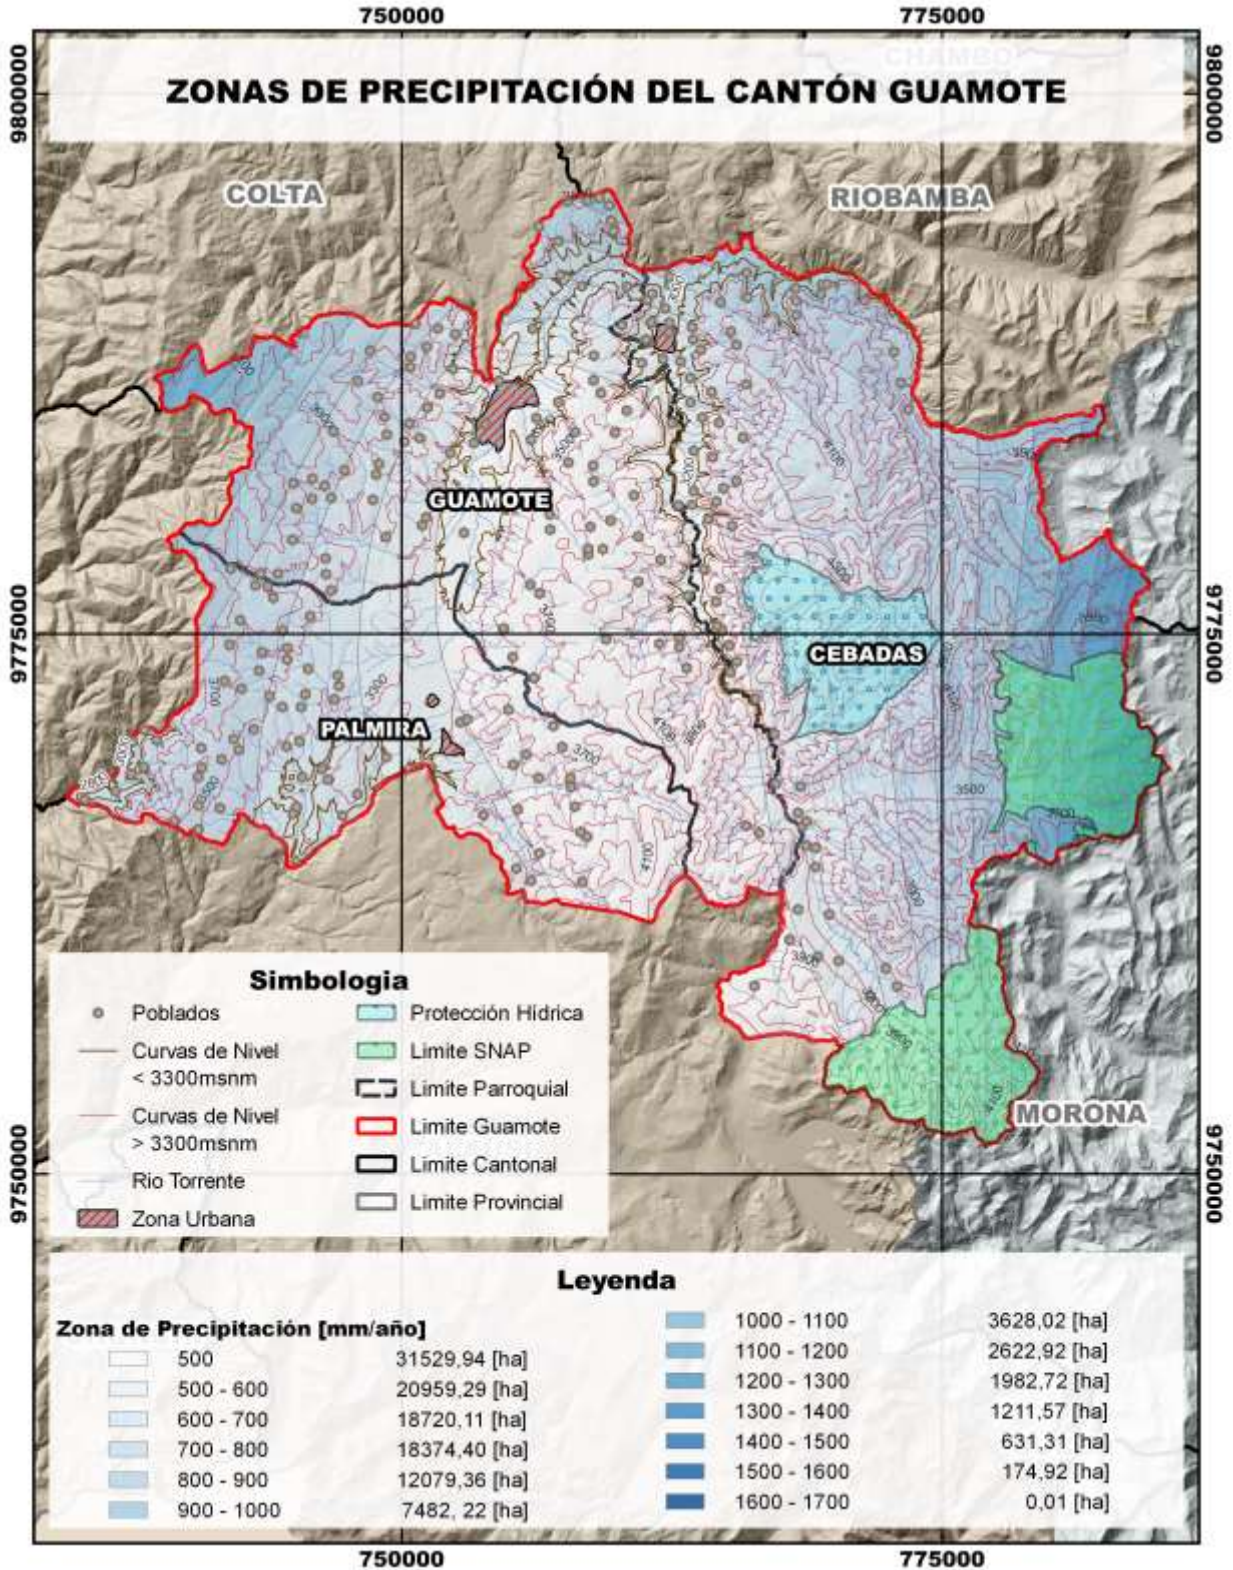 750000 775000
9800000 9800000
CHAMBO
ZONAS DE PRECIPITACIÓN DEL CANTÓN GUAMOTE
COLTA
RIOBAMBA
GUAMOTE
9775000 9775000
CEBADAS
PALMIRA
3300
3700
3500
4100
MORONA
9750000 9750000
Simbologia
Poblados
Curvas de Nivel
< 3300msnm
Curvas de Nivel
> 3300msnm
Rio Torrente
Zona Urbana
Protección Hídrica
Limite SNAP
Limite Parroquial
Limite Guamote
Limite Cantonal
Limite Provincial
Leyenda
Zona de Precipitación [mm/año]
500 31529,94 [ha]
500 - 600 20959,29 [ha]
600 - 700 18720,11 [ha]
700 - 800 18374,40 [ha]
800 - 900 12079,36 [ha]
900 - 1000 7482, 22 [ha]
1000 - 1100 3628,02 [ha]
1100 - 1200 2622,92 [ha]
1200 - 1300 1982,72 [ha]
1300 - 1400 1211,57 [ha]
1400 - 1500 631,31 [ha]
1500 - 1600 174,92 [ha]
1600 - 1700 0,01 [ha]
750000 775000